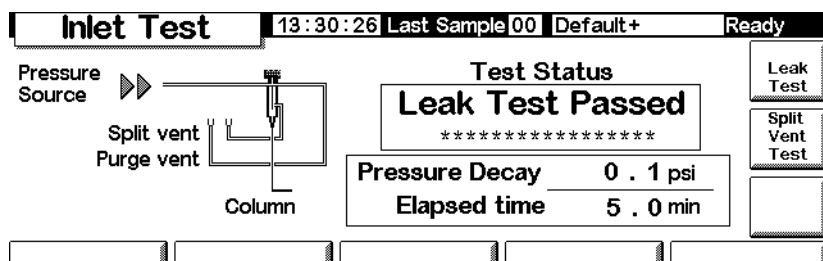 Inlet Test 13:30:26 Last Sample 00 Default+ Ready
Pressure
Source
Split vent
Purge vent
Column
Test Status
Leak Test Passed
*****************
Pressure Decay 0 . 1 psi
Elapsed time 5 . 0 min
Leak
Test
Split
Vent
Test